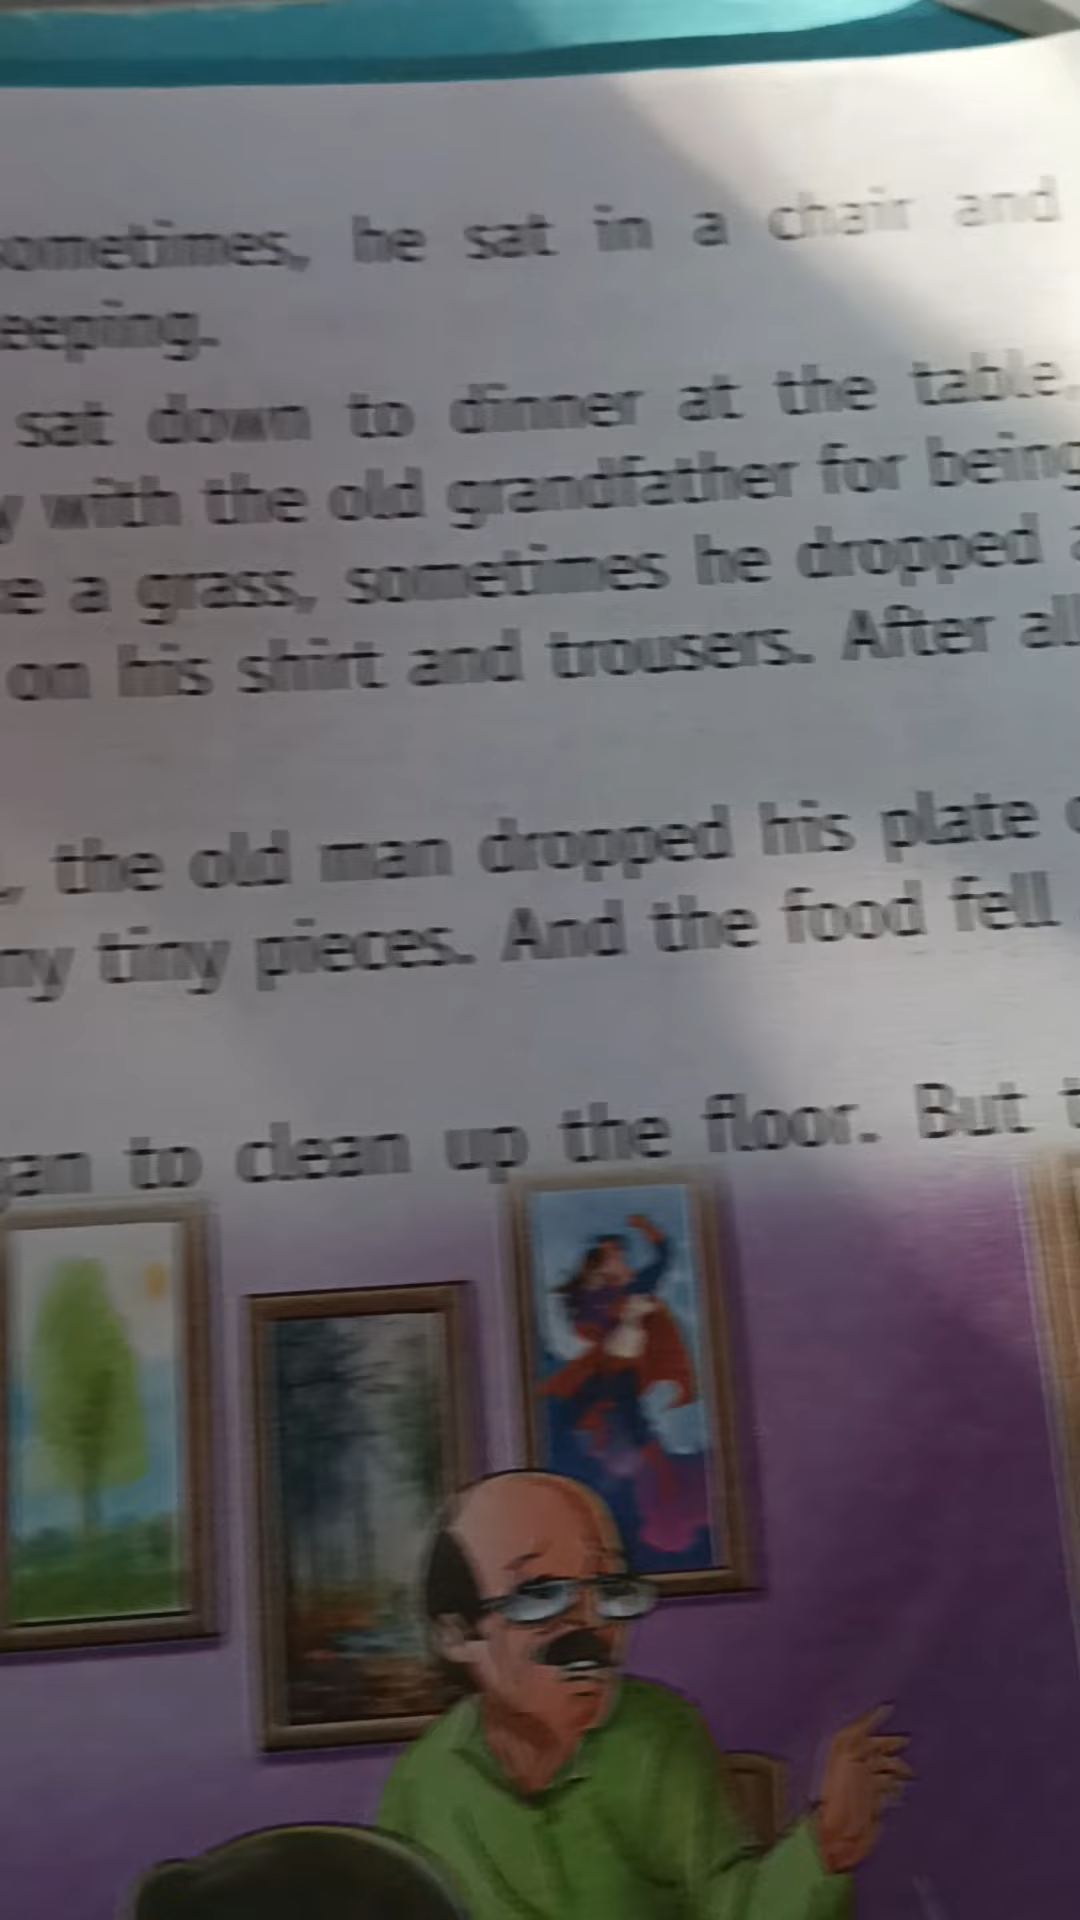 sometimes, he sat in a chair and
eeping.
sat down to dinner at the table,
y with the old grandfather for being
e a grass, sometimes he dropped
on his shirt and trousers. After all
, the old man dropped his plate
ny tiny pieces. And the food fell
gan to clean up the floor. But t